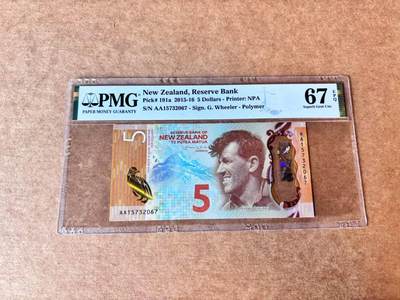 New Zealand, Reserve Bank
Pick# 191a 2015-16 5 Dollars - Printer: NPA
S/N AA15732067 - Sign. G. Wheeler - Polymer
PMG
PAPER MONEY GUARANTY
67 EPQ
Superb Gem Unc
5
RESERVE BANK OF
NEW ZEALAND
TE PŪTEA MATUA
5
AA15732067
AA15732067